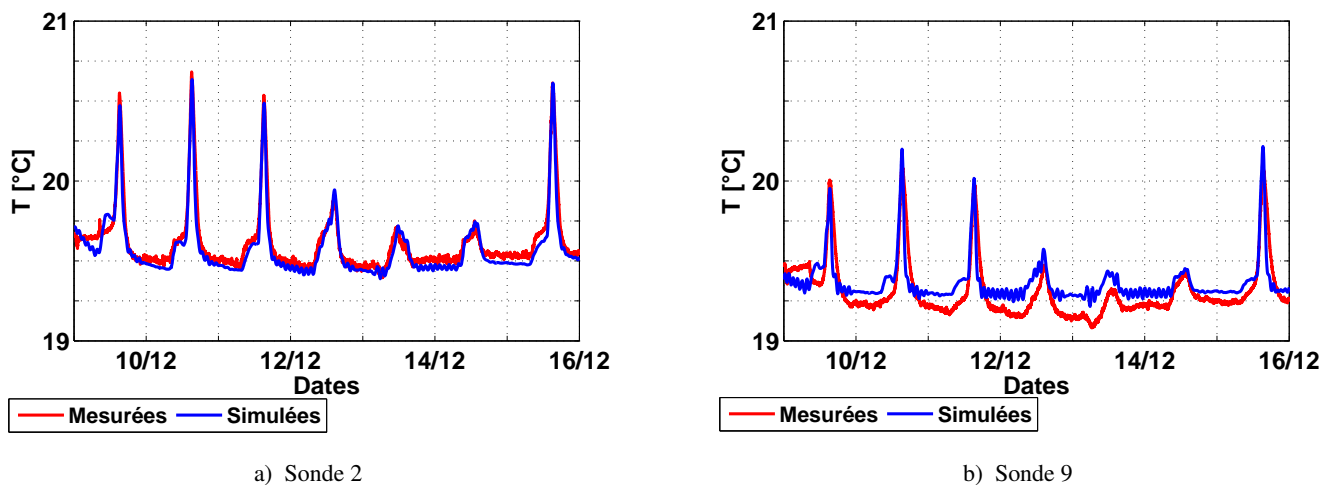 21
20
19
T [°C]
10/12 12/12 14/12 16/12
Dates
Mesurées Simulées
a) Sonde 2
21
20
19
T [°C]
10/12 12/12 14/12 16/12
Dates
Mesurées Simulées
b) Sonde 9